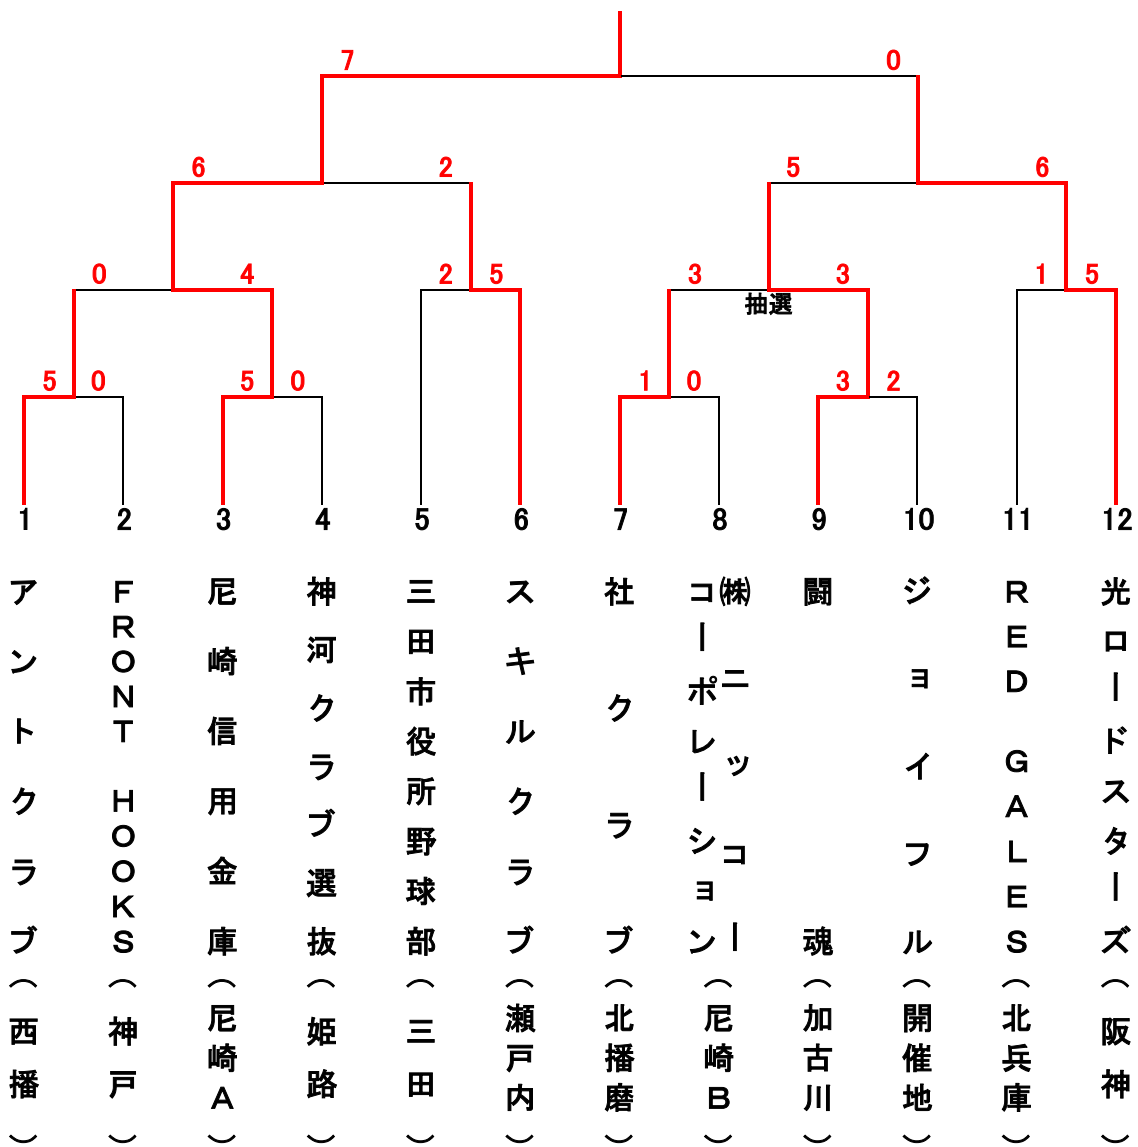 7 0
6 2 5 6
0 4 2 5 3 3 1 5
抽選
5 0 5 0 1 0 3 2
1 2 3 4 5 6 7 8 9 10 11 12
アントクラブ(西播)
FRONT HOOKS(神戸)
尼崎信用金庫(尼崎A)
神河クラブ選抜(姫路)
三田市役所野球部(三田)
スキルクラブ(瀬戸内)
社クラブ(北播磨)
㈱ニッコー
コーポレーション(尼崎B)
闘魂(加古川)
ジョイフル(開催地)
RED GALES(北兵庫)
光ロードスターズ(阪神)